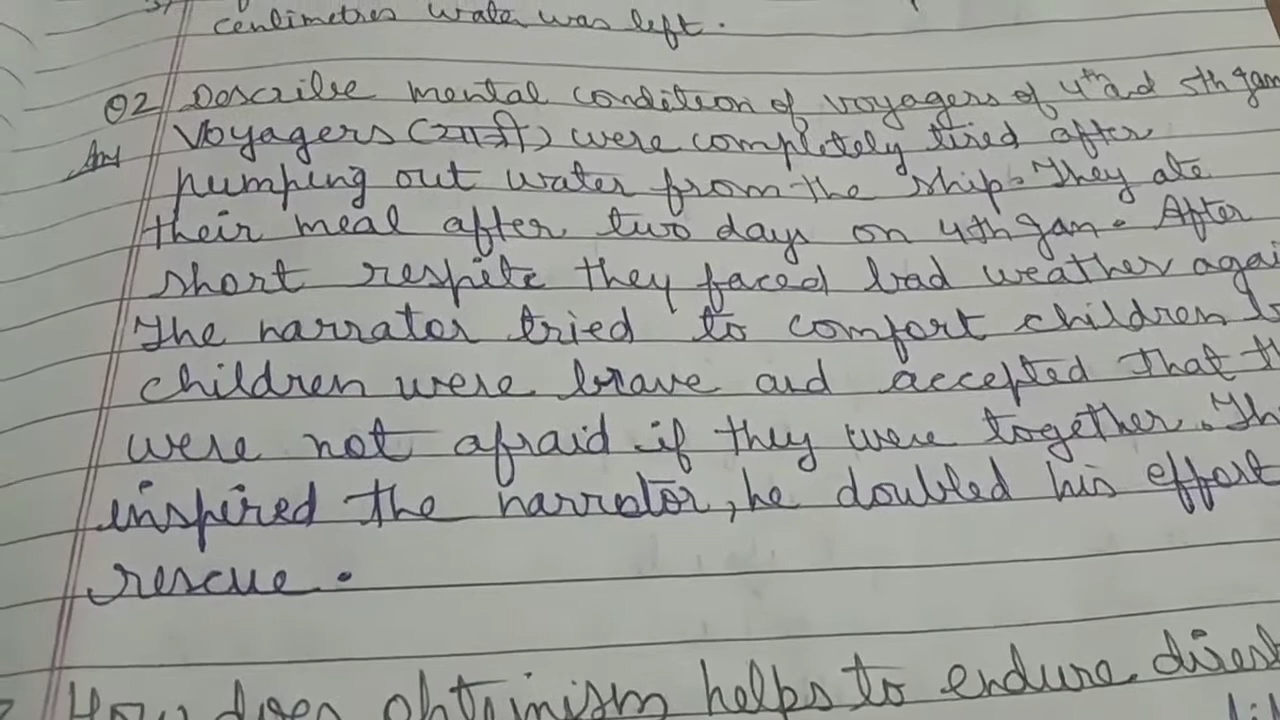 centimetres wate was left.
Q2 Describe mental condition of voyagers of 4th and 5th Jan
Ans Voyagers (यात्री) were completely tired after
pumping out water from the ship. They ate
their meal after two days on 4th Jan. After
short respite they faced bad weather agai
The narrator tried to comfort children
children were brave and accepted that th
were not afraid if they were together. Th
inspired the narrator, he doubled his effort
rescue.
How does obtimism helps to endure direst